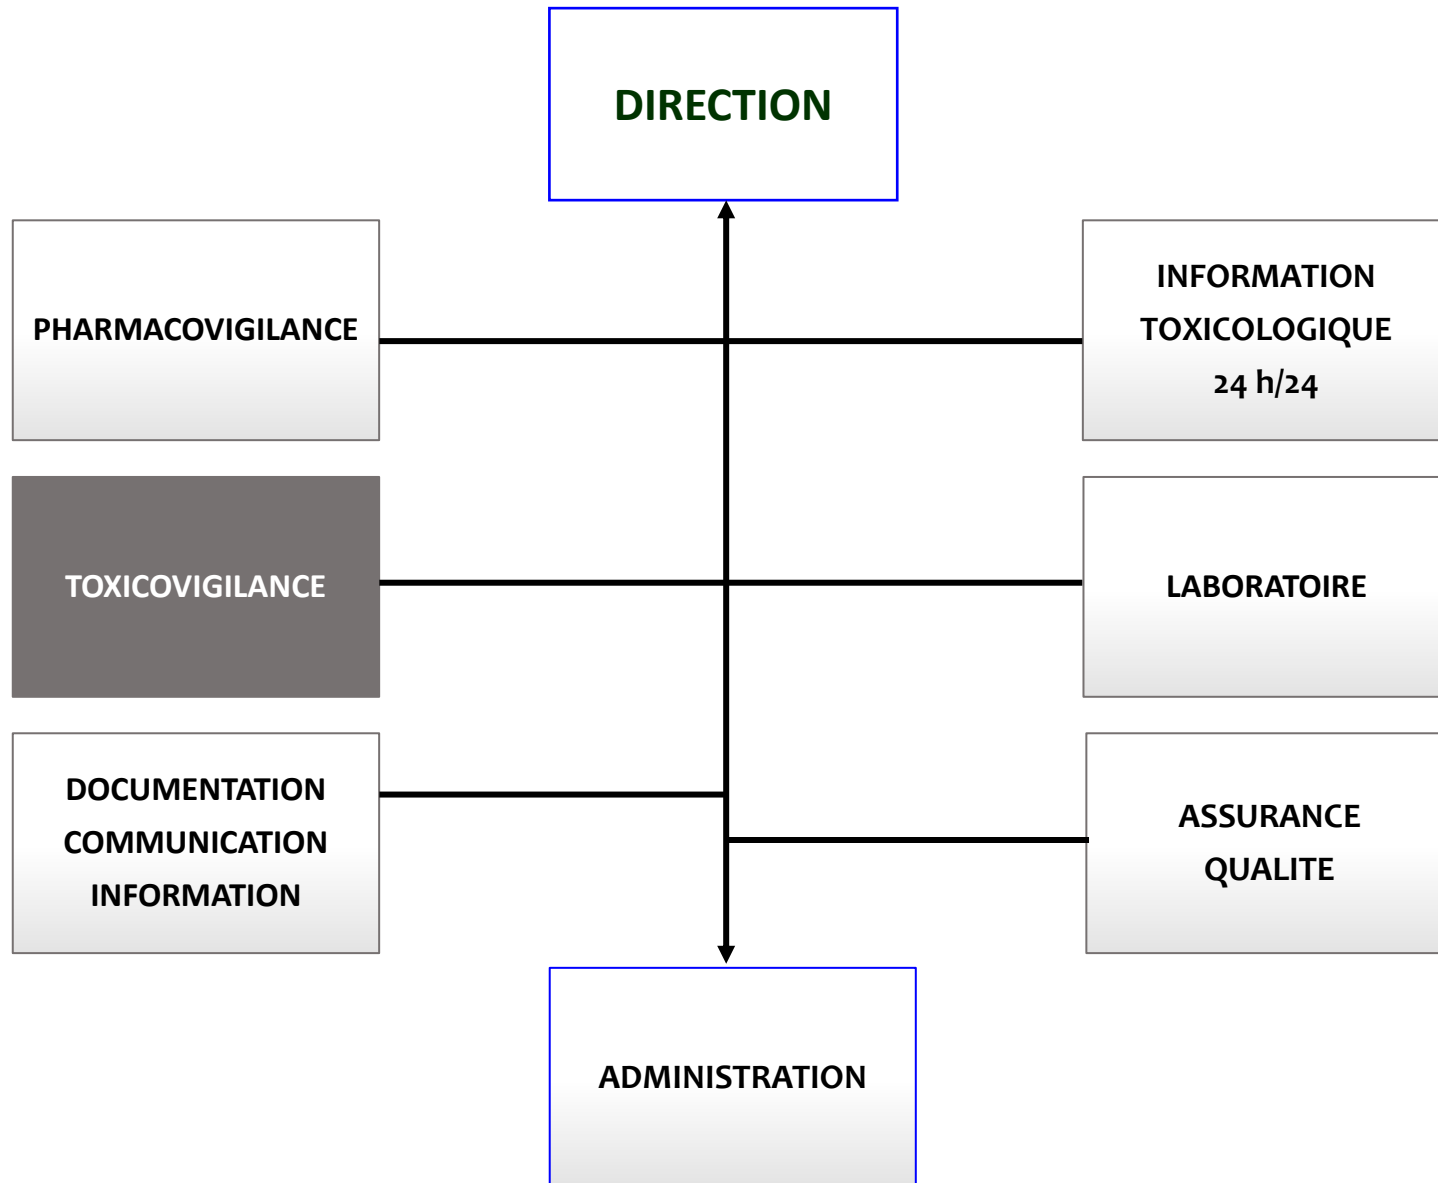 DIRECTION
PHARMACOVIGILANCE
INFORMATION
TOXICOLOGIQUE
24 h/24
TOXICOVIGILANCE
LABORATOIRE
DOCUMENTATION
COMMUNICATION
INFORMATION
ASSURANCE
QUALITE
ADMINISTRATION